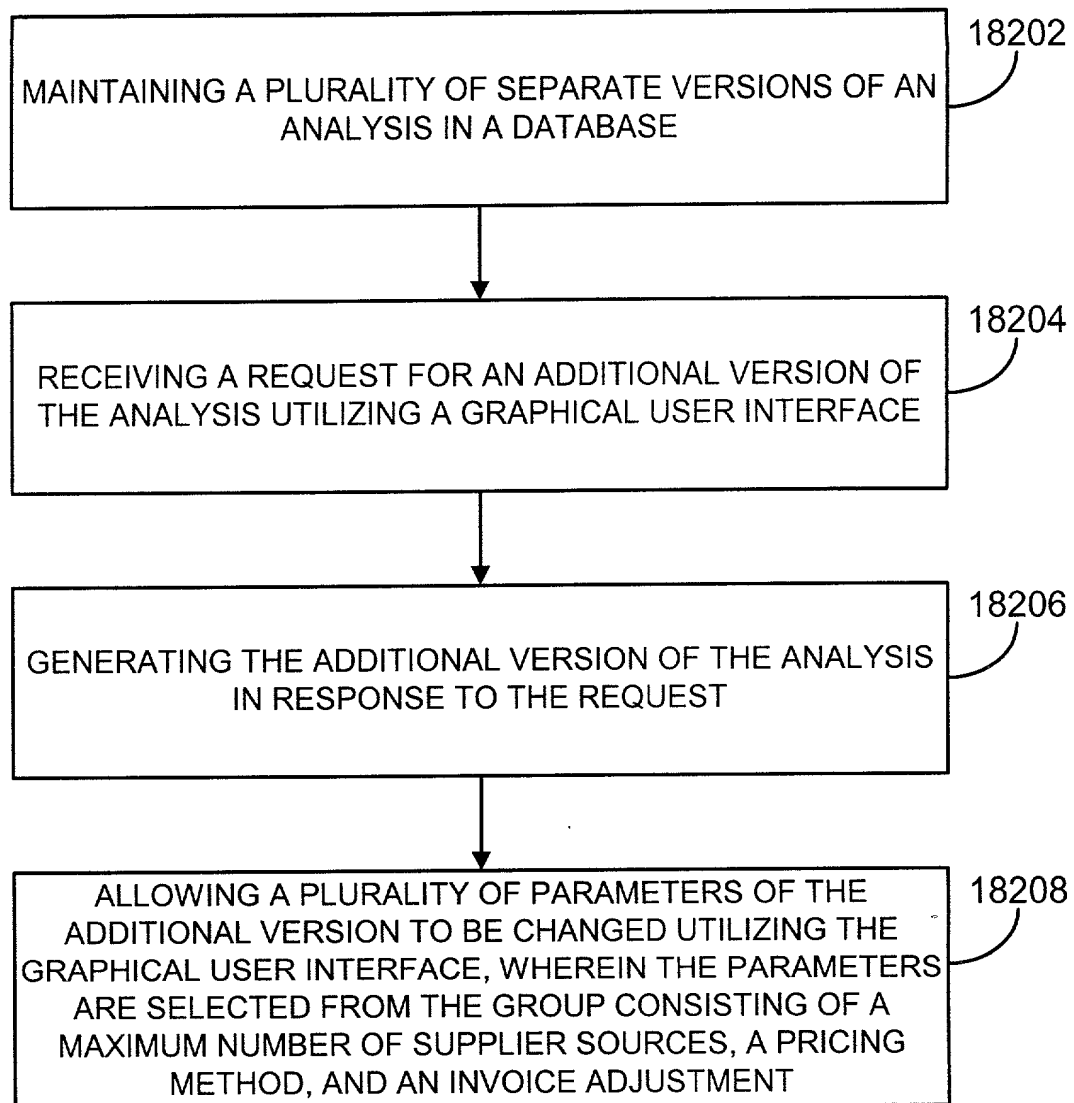 18202
MAINTAINING A PLURALITY OF SEPARATE VERSIONS OF AN
ANALYSIS IN A DATABASE
18204
RECEIVING A REQUEST FOR AN ADDITIONAL VERSION OF
THE ANALYSIS UTILIZING A GRAPHICAL USER INTERFACE
18206
GENERATING THE ADDITIONAL VERSION OF THE ANALYSIS
IN RESPONSE TO THE REQUEST
18208
ALLOWING A PLURALITY OF PARAMETERS OF THE
ADDITIONAL VERSION TO BE CHANGED UTILIZING THE
GRAPHICAL USER INTERFACE, WHEREIN THE PARAMETERS
ARE SELECTED FROM THE GROUP CONSISTING OF A
MAXIMUM NUMBER OF SUPPLIER SOURCES, A PRICING
METHOD, AND AN INVOICE ADJUSTMENT